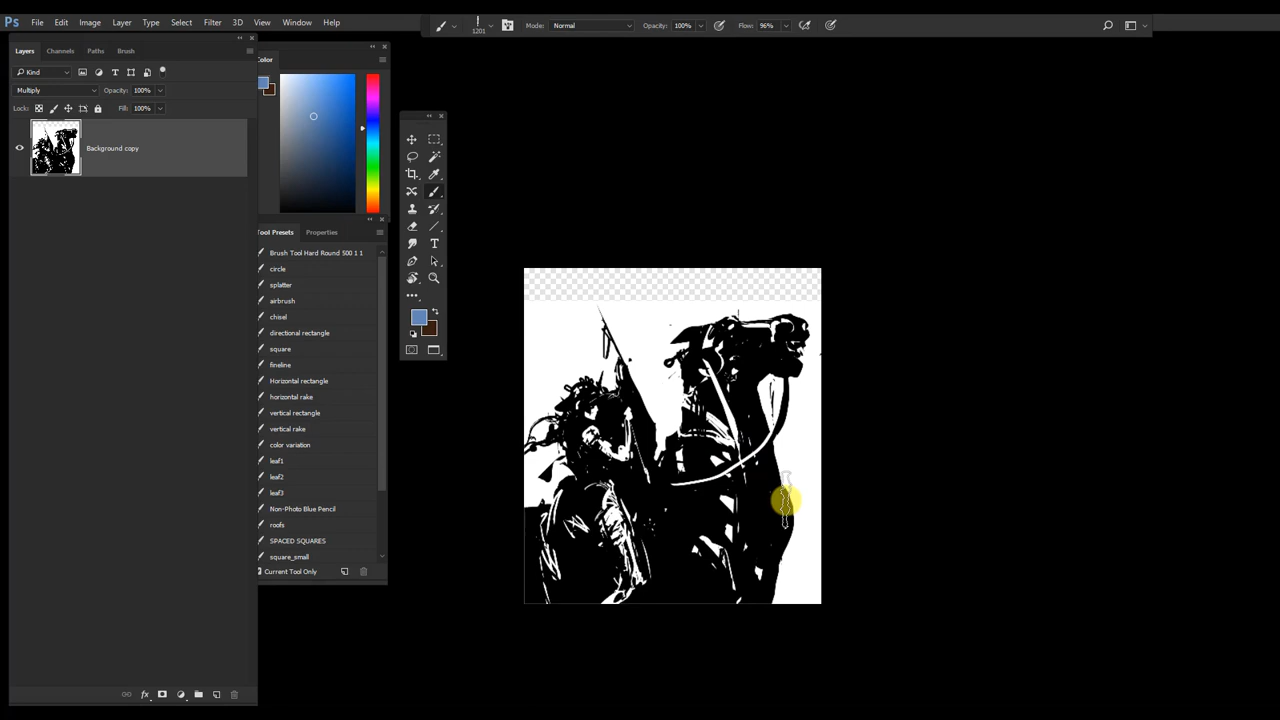 Ps File Edit Image Layer Type Select Filter 3D View Window Help
1201 Mode: Normal Opacity: 100% Flow: 96%
Layers Channels Paths Brush
Kind
Multiply Opacity: 100%
Lock: Fill: 100%
Background copy
fx
Color
Tool Presets Properties
Brush Tool Hard Round 500 1 1
circle
splatter
airbrush
chisel
directional rectangle
square
fineline
Horizontal rectangle
horizontal rake
vertical rectangle
vertical rake
color variation
leaf1
leaf2
leaf3
Non-Photo Blue Pencil
roofs
SPACED SQUARES
square_small
Current Tool Only